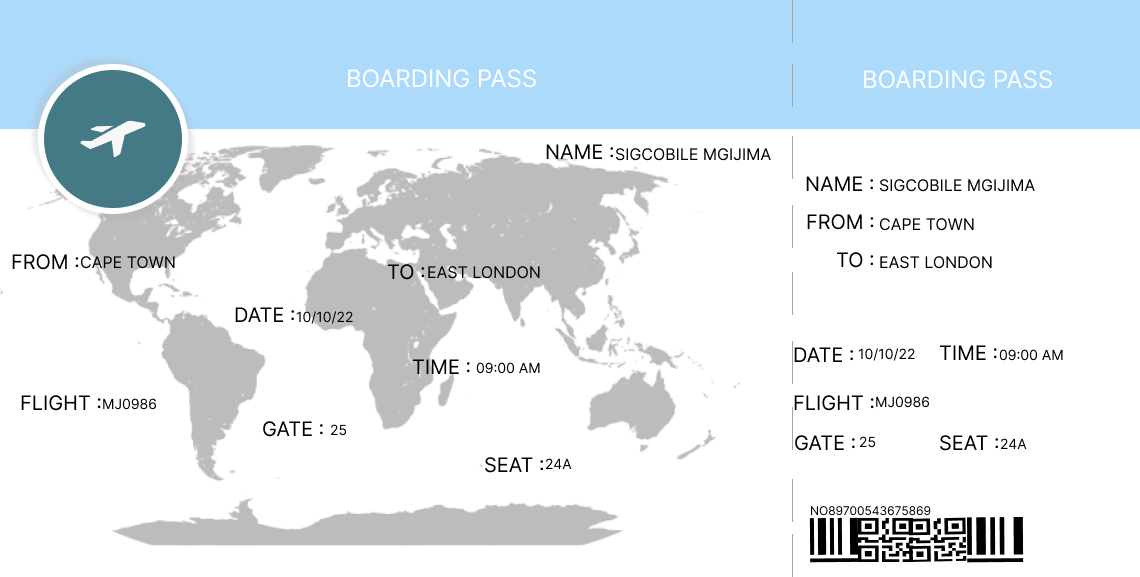 BOARDING PASS
NAME :SIGCOBILE MGIJIMA
FROM :CAPE TOWN
TO :EAST LONDON
DATE :10/10/22
TIME : 09:00 AM
FLIGHT :MJ0986
GATE : 25
SEAT :24A
BOARDING PASS
NAME : SIGCOBILE MGIJIMA
FROM : CAPE TOWN
TO : EAST LONDON
DATE : 10/10/22 TIME :09:00 AM
FLIGHT :MJ0986
GATE : 25 SEAT :24A
NO89700543675869